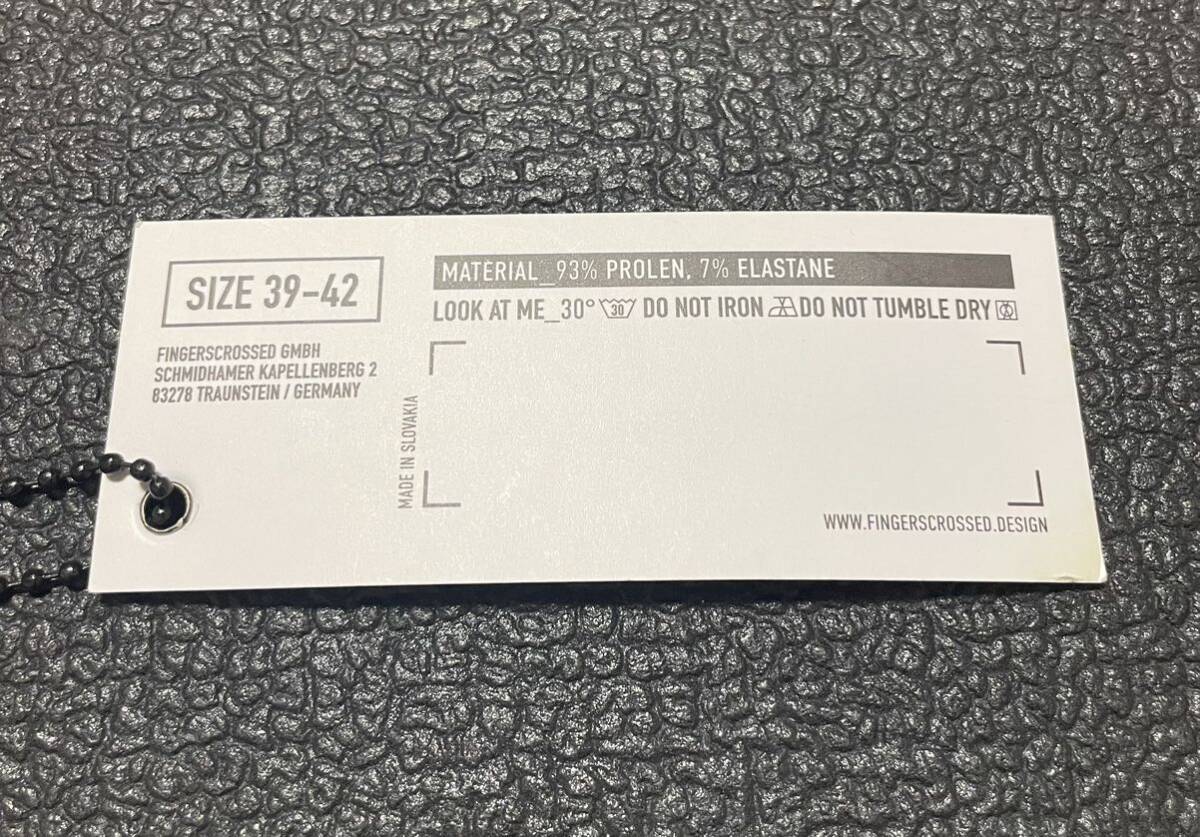 SIZE 39-42
FINGERSCROSSED GMBH
SCHMIDHAMER KAPELLENBERG 2
83278 TRAUNSTEIN / GERMANY
MATERIAL_93% PROLEN, 7% ELASTANE
LOOK AT ME_30° 30 DO NOT IRON DO NOT TUMBLE DRY
MADE IN SLOVAKIA
WWW.FINGERSCROSSED.DESIGN